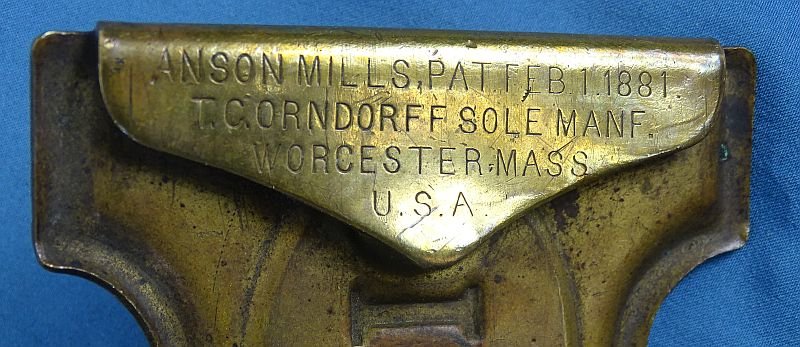 ANSON MILLS, PAT. FEB. 1. 1881.
T. C. ORNDORFF SOLE MANF.
WORCESTER, MASS
U. S. A.